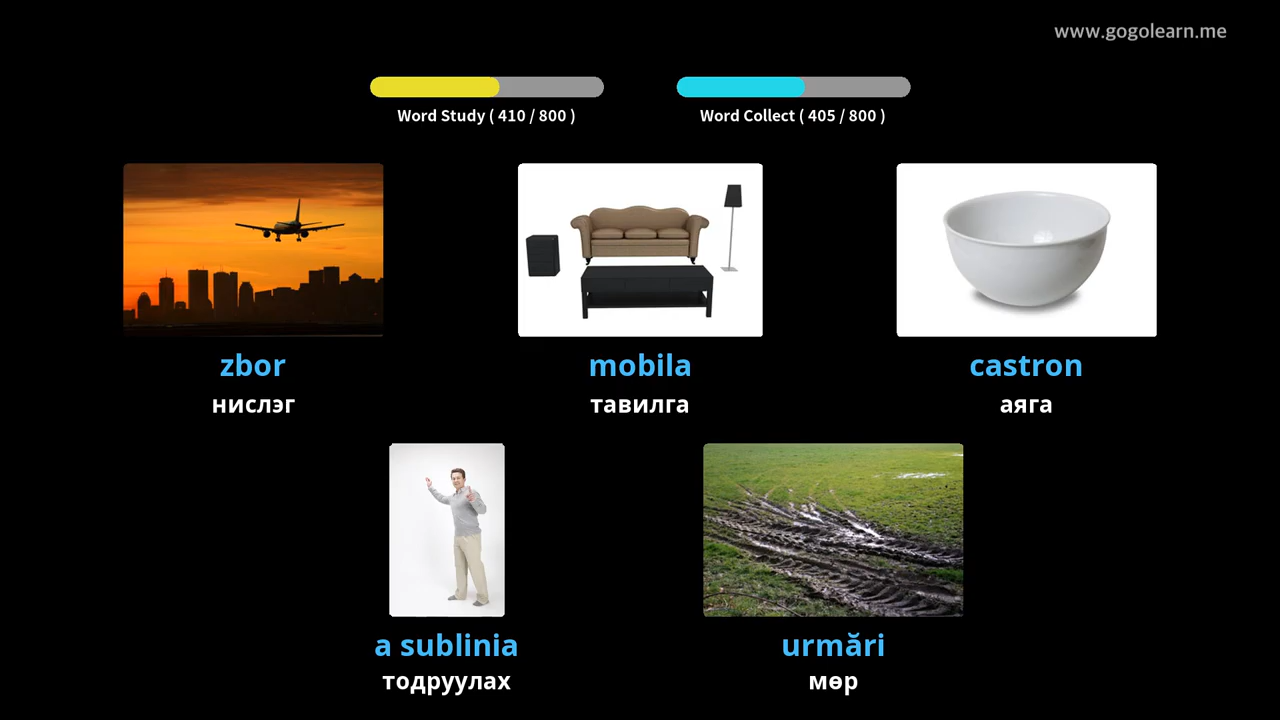 www.gogolearn.me
Word Study ( 410 / 800 )
Word Collect ( 405 / 800 )
zbor
mobila
castron
нислэг
тавилга
аяга
a sublinia
urmări
тодруулах
мөр